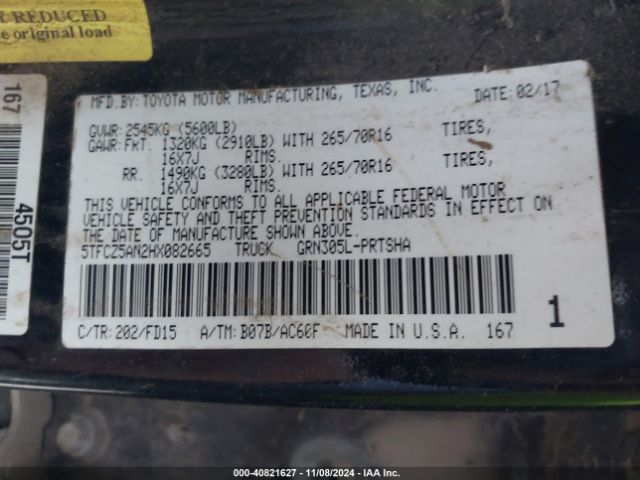 R REDUCED
e original load
167
4505T
MFD.BY: TOYOTA MOTOR MANUFACTURING, TEXAS, INC. DATE: 02/17
GVWR: 2545KG (5600LB)
GAWR: FRT. 1320KG (2910LB) WITH 265/70R16 TIRES,
16X7J RIMS.
RR. 1490KG (3280LB) WITH 265/70R16 TIRES,
16X7J RIMS.
THIS VEHICLE CONFORMS TO ALL APPLICABLE FEDERAL MOTOR
VEHICLE SAFETY AND THEFT PREVENTION STANDARDS IN EFFECT ON
THE DATE OF MANUFACTURE SHOWN ABOVE.
5TFCZ5AN2HX082665 TRUCK GRN305L-PRTSHA
C/TR: 202/FD15 A/TM: B07B/AC60F MADE IN U.S.A. 167
1
000-40821627 - 11/08/2024 - IAA Inc.